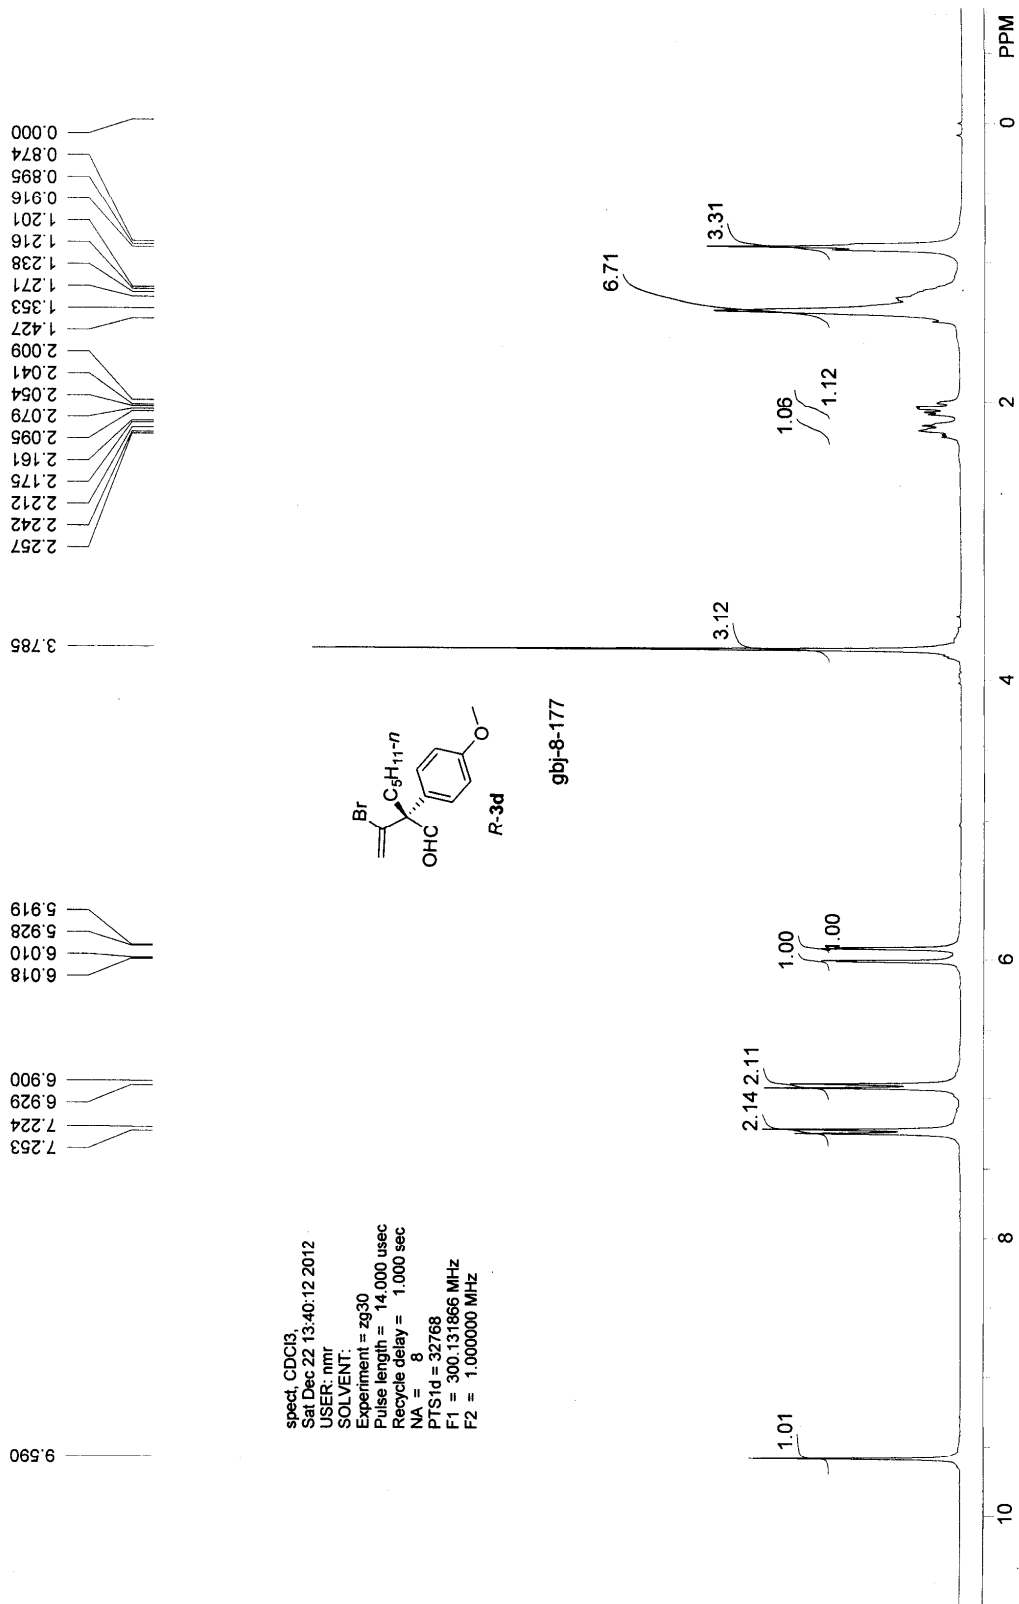 9.590
7.253
7.224
6.929
6.900
6.018
6.010
5.928
5.919
3.785
2.257
2.242
2.212
2.175
2.161
2.095
2.079
2.054
2.041
2.009
1.427
1.353
1.271
1.238
1.216
1.201
0.916
0.895
0.874
0.000
spect, CDCl3,
Sat Dec 22 13:40:12 2012
USER: nmr
SOLVENT:
Experiment = zg30
Pulse length = 14.000 usec
Recycle delay = 1.000 sec
NA = 8
PTS1d = 32768
F1 = 300.131866 MHz
F2 = 1.000000 MHz
Br
C5H11-n
OHC
O
R-3d
gbj-8-177
1.01
2.14
2.11
1.00
1.00
3.12
1.06
1.12
6.71
3.31
10
8
6
4
2
0
PPM